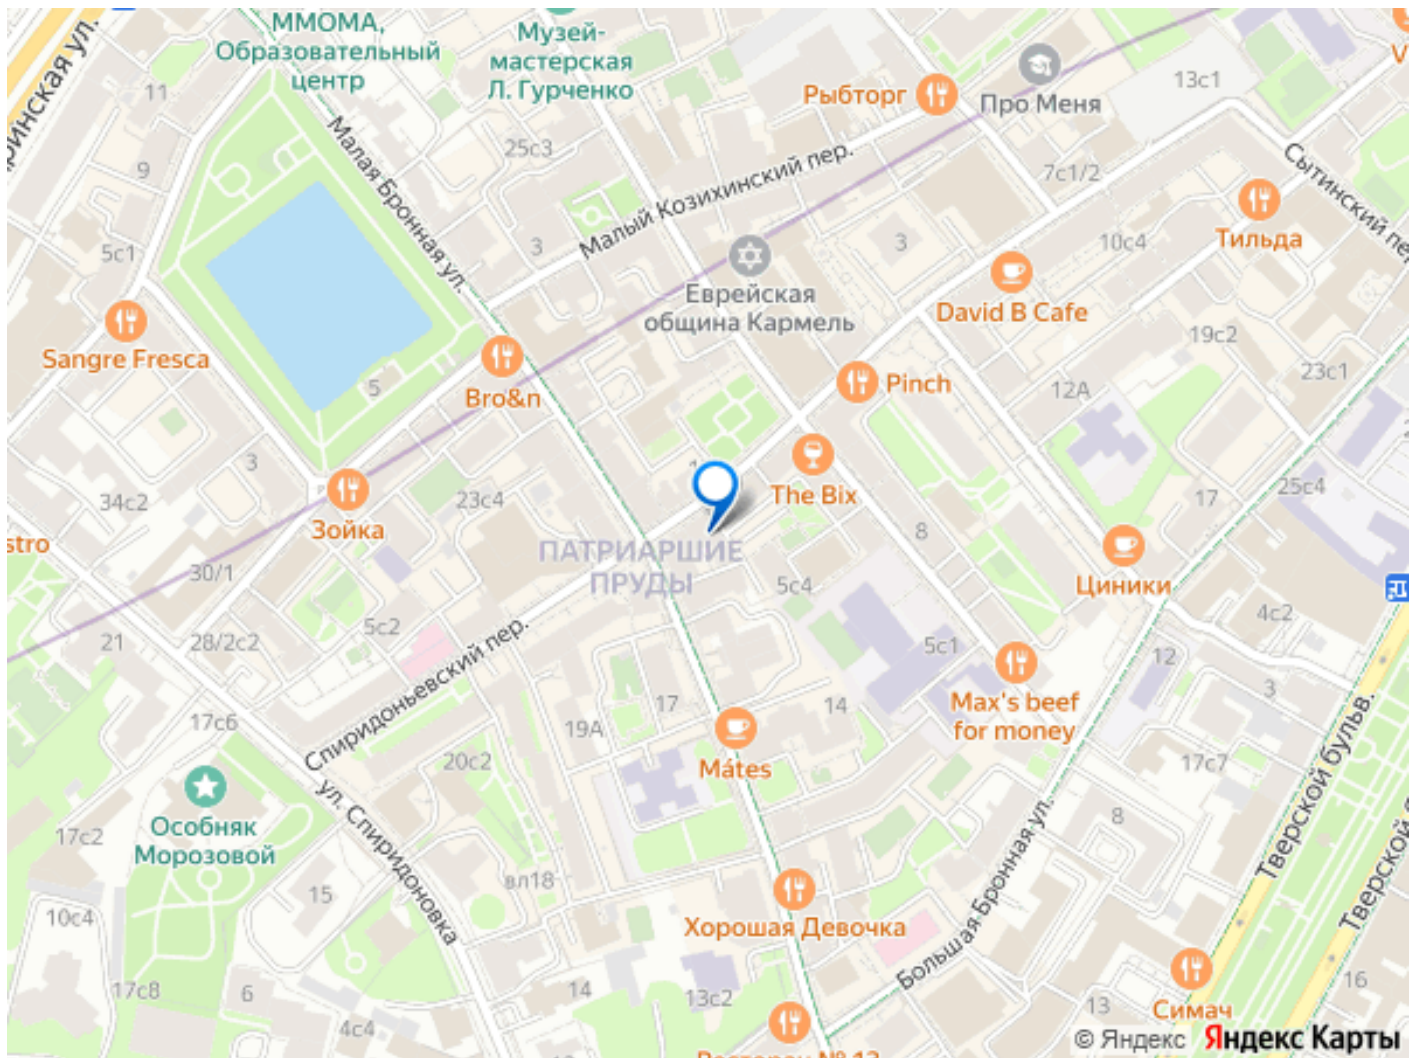 ММОМА,
Образовательный
центр
Музей-
мастерская
Л. Гурченко
Рыбторг
Про Меня
13с1
11
9
25с3
Малая Бронная ул.
Малый Козихинский пер.
7с1/2
Сытинский пер.
Тильда
5с1
3
3
10с4
Еврейская
община Кармель
David B Cafe
Sangre Fresca
19с2
23с1
5
Bro&n
Pinch
12А
3
34с2
23с4
The Bix
17
25с4
Зойка
8
ПАТРИАРШИЕ
ПРУДЫ
stro
30/1
5с4
Циники
4с2
21
28/2с2
5с2
5с1
12
3
Спиридоньевский пер.
17с6
17
14
Max's beef
for money
19А
20с2
Mátes
17с7
Тверской бульв.
Особняк
Морозовой
17с2
ул. Спиридоновка
8
вл18
15
10с4
Хорошая Девочка
Большая Бронная ул.
17с8
6
14
13с2
4с4
16
13
Симач
© Яндекс Яндекс Карты